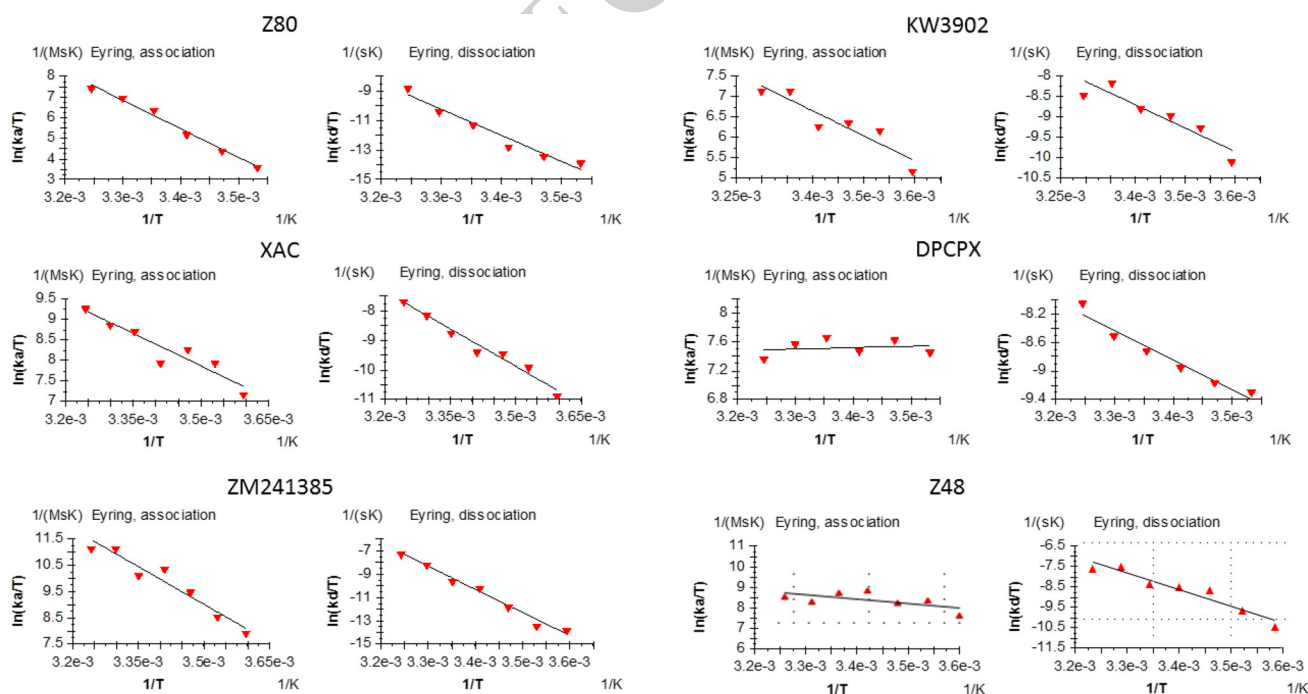 Z80
1/(MsK) Eyring, association
8
7
6
5
4
3
ln(ka/T)
3.2e-3 3.3e-3 3.4e-3 3.5e-3
1/T 1/K
1/(sK) Eyring, dissociation
-9
-11
-13
-15
ln(kd/T)
3.2e-3 3.3e-3 3.4e-3 3.5e-3
1/T 1/K
KW3902
1/(MsK) Eyring, association
7.5
7
6.5
6
5.5
5
ln(ka/T)
3.25e-3 3.4e-3 3.5e-3 3.6e-3
1/T 1/K
1/(sK) Eyring, dissociation
-8
-8.5
-9
-9.5
-10
-10.5
ln(kd/T)
3.25e-3 3.4e-3 3.5e-3 3.6e-3
1/T 1/K
XAC
1/(MsK) Eyring, association
9.5
9
8.5
8
7.5
7
ln(ka/T)
3.2e-3 3.35e-3 3.5e-3 3.65e-3
1/T 1/K
1/(sK) Eyring, dissociation
-8
-9
-10
-11
ln(kd/T)
3.2e-3 3.35e-3 3.5e-3 3.65e-3
1/T 1/K
DPCPX
1/(MsK) Eyring, association
8
7.6
7.2
6.8
ln(ka/T)
3.2e-3 3.3e-3 3.4e-3 3.5e-3
1/T 1/K
1/(sK) Eyring, dissociation
-8.2
-8.6
-9
-9.4
ln(kd/T)
3.2e-3 3.3e-3 3.4e-3 3.5e-3
1/T 1/K
ZM241385
1/(MsK) Eyring, association
11.5
10.5
9.5
8.5
7.5
ln(ka/T)
3.2e-3 3.35e-3 3.5e-3 3.65e-3
1/T 1/K
1/(sK) Eyring, dissociation
-7
-9
-11
-13
-15
ln(kd/T)
3.2e-3 3.3e-3 3.4e-3 3.5e-3 3.6e-3
1/T 1/K
Z48
1/(MsK) Eyring, association
11
10
9
8
7
6
ln(ka/T)
3.2e-3 3.3e-3 3.4e-3 3.5e-3 3.6e-3
1/T 1/K
1/(sK) Eyring, dissociation
-6.5
-7.5
-8.5
-9.5
-10.5
-11.5
ln(kd/T)
3.2e-3 3.3e-3 3.4e-3 3.5e-3 3.6e-3
1/T 1/K